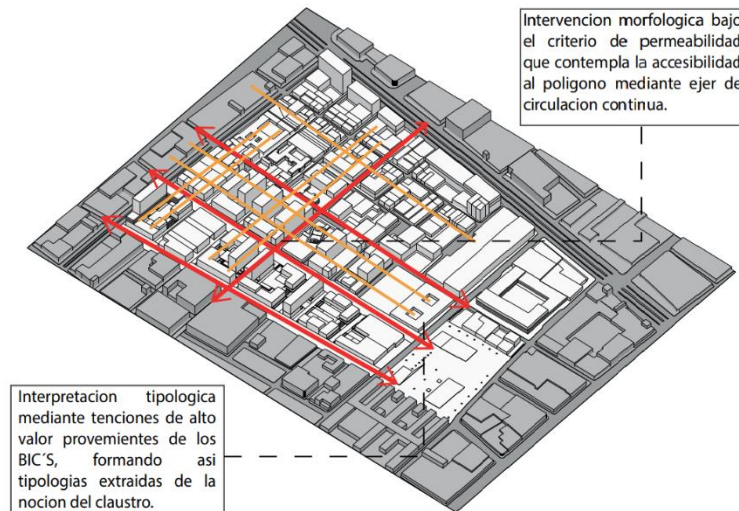 Intervencion morfologica bajo
el criterio de permeabilidad
que contempla la accesibilidad
al poligono mediante ejer de
circulacion continua.
Interpretacion tipologica
mediante tenciones de alto
valor provemientes de los
BIC´S, formando asi
tipologias extraidas de la
nocion del claustro.